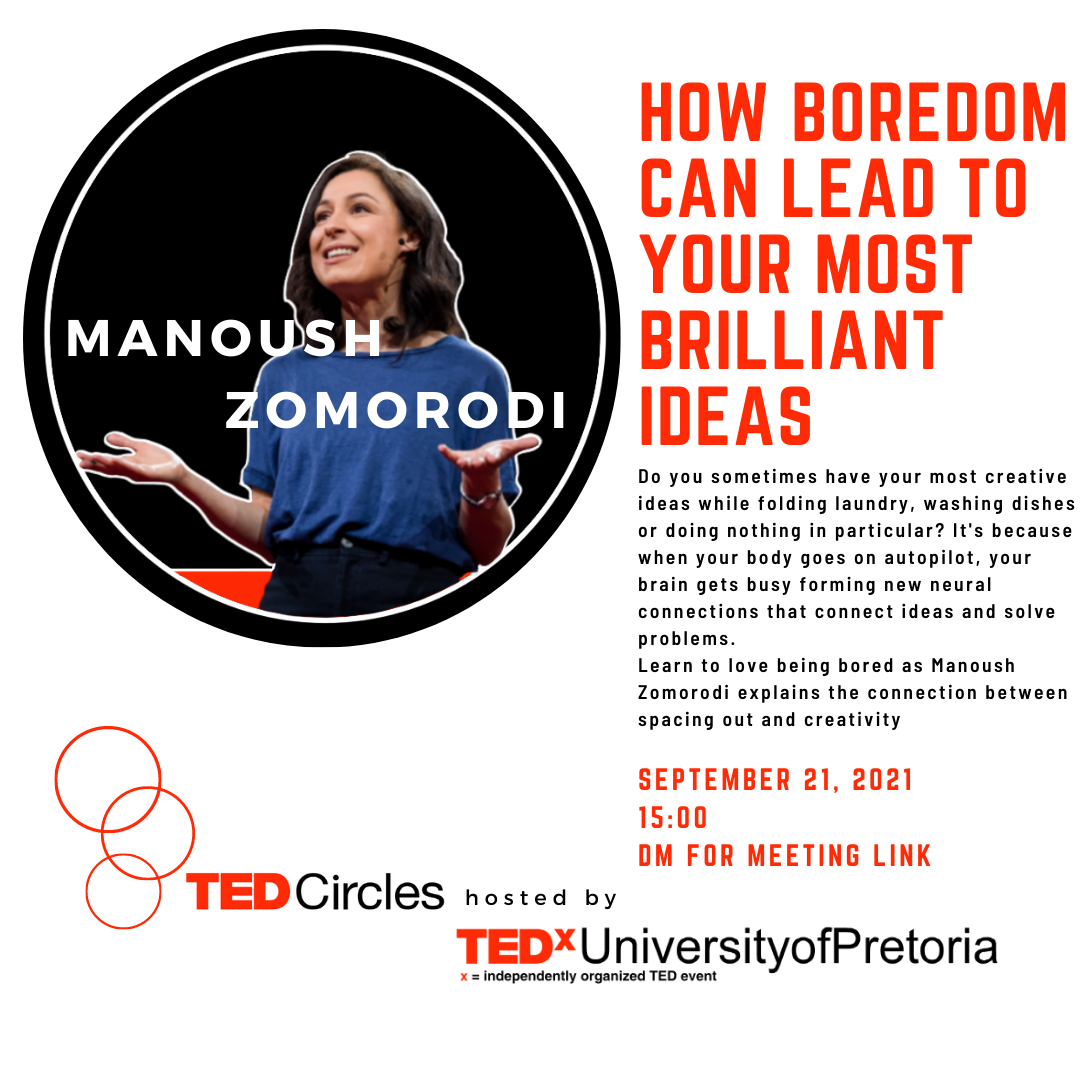 MANOUSH
ZOMORODI
HOW BOREDOM
CAN LEAD TO
YOUR MOST
BRILLIANT
IDEAS
Do you sometimes have your most creative
ideas while folding laundry, washing dishes
or doing nothing in particular? It's because
when your body goes on autopilot, your
brain gets busy forming new neural
connections that connect ideas and solve
problems.
Learn to love being bored as Manoush
Zomorodi explains the connection between
spacing out and creativity
SEPTEMBER 21, 2021
15:00
DM FOR MEETING LINK
TEDCircles hosted by
TEDxUniversityofPretoria
x = independently organized TED event